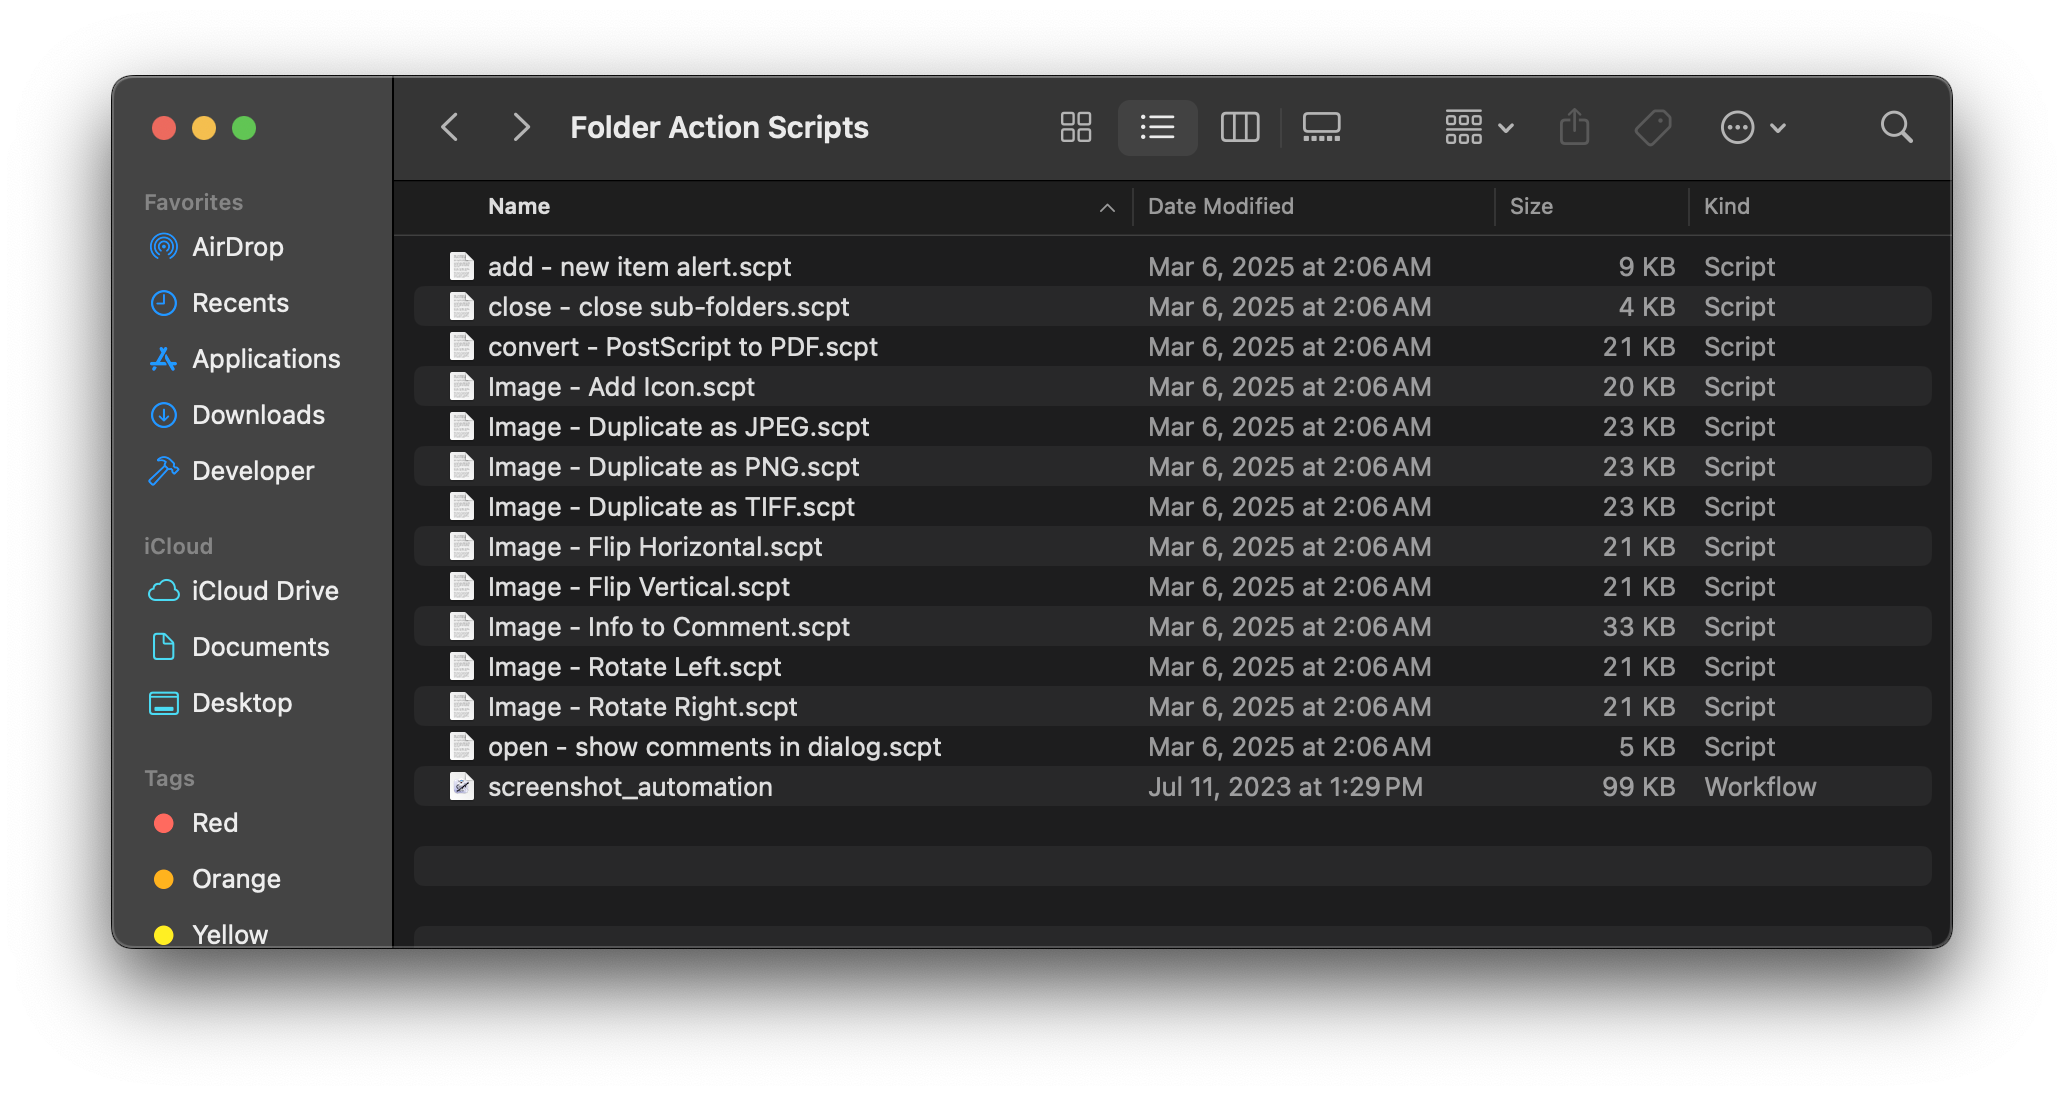 Folder Action Scripts
Favorites
AirDrop
Recents
Applications
Downloads
Developer
iCloud
iCloud Drive
Documents
Desktop
Tags
Red
Orange
Yellow
Name Date Modified Size Kind
add - new item alert.scpt Mar 6, 2025 at 2:06 AM 9 KB Script
close - close sub-folders.scpt Mar 6, 2025 at 2:06 AM 4 KB Script
convert - PostScript to PDF.scpt Mar 6, 2025 at 2:06 AM 21 KB Script
Image - Add Icon.scpt Mar 6, 2025 at 2:06 AM 20 KB Script
Image - Duplicate as JPEG.scpt Mar 6, 2025 at 2:06 AM 23 KB Script
Image - Duplicate as PNG.scpt Mar 6, 2025 at 2:06 AM 23 KB Script
Image - Duplicate as TIFF.scpt Mar 6, 2025 at 2:06 AM 23 KB Script
Image - Flip Horizontal.scpt Mar 6, 2025 at 2:06 AM 21 KB Script
Image - Flip Vertical.scpt Mar 6, 2025 at 2:06 AM 21 KB Script
Image - Info to Comment.scpt Mar 6, 2025 at 2:06 AM 33 KB Script
Image - Rotate Left.scpt Mar 6, 2025 at 2:06 AM 21 KB Script
Image - Rotate Right.scpt Mar 6, 2025 at 2:06 AM 21 KB Script
open - show comments in dialog.scpt Mar 6, 2025 at 2:06 AM 5 KB Script
screenshot_automation Jul 11, 2023 at 1:29 PM 99 KB Workflow